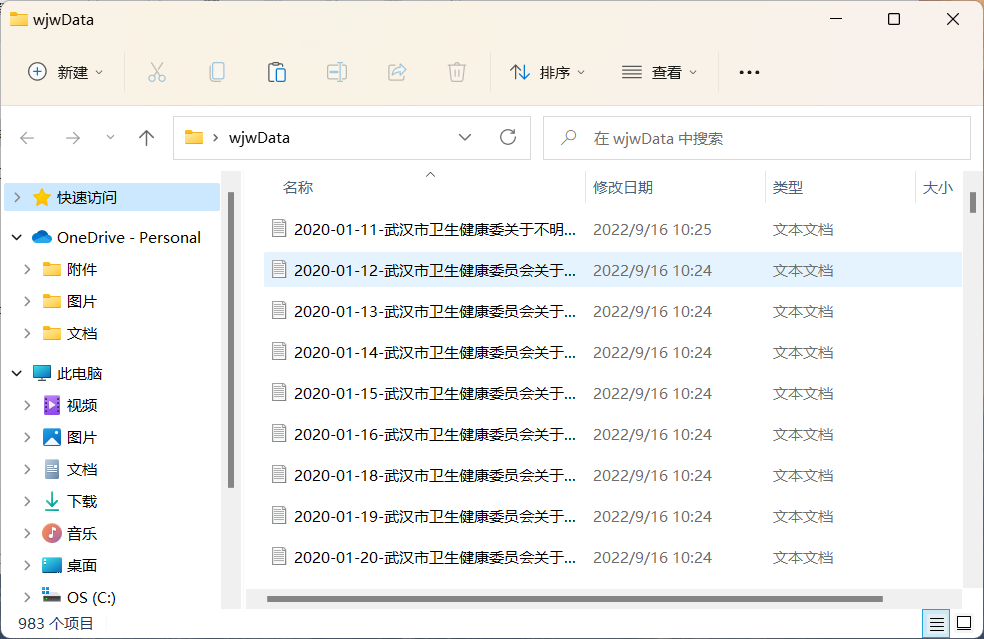 wjwData
新建
排序
查看
wjwData
在 wjwData 中搜索
名称 修改日期 类型 大小
快速访问
OneDrive - Personal
附件
图片
文档
此电脑
视频
图片
文档
下载
音乐
桌面
OS (C:)
2020-01-11-武汉市卫生健康委关于不明... 2022/9/16 10:25 文本文档
2020-01-12-武汉市卫生健康委员会关于... 2022/9/16 10:24 文本文档
2020-01-13-武汉市卫生健康委员会关于... 2022/9/16 10:24 文本文档
2020-01-14-武汉市卫生健康委员会关于... 2022/9/16 10:24 文本文档
2020-01-15-武汉市卫生健康委员会关于... 2022/9/16 10:24 文本文档
2020-01-16-武汉市卫生健康委员会关于... 2022/9/16 10:24 文本文档
2020-01-18-武汉市卫生健康委员会关于... 2022/9/16 10:24 文本文档
2020-01-19-武汉市卫生健康委员会关于... 2022/9/16 10:24 文本文档
2020-01-20-武汉市卫生健康委员会关于... 2022/9/16 10:24 文本文档
983 个项目